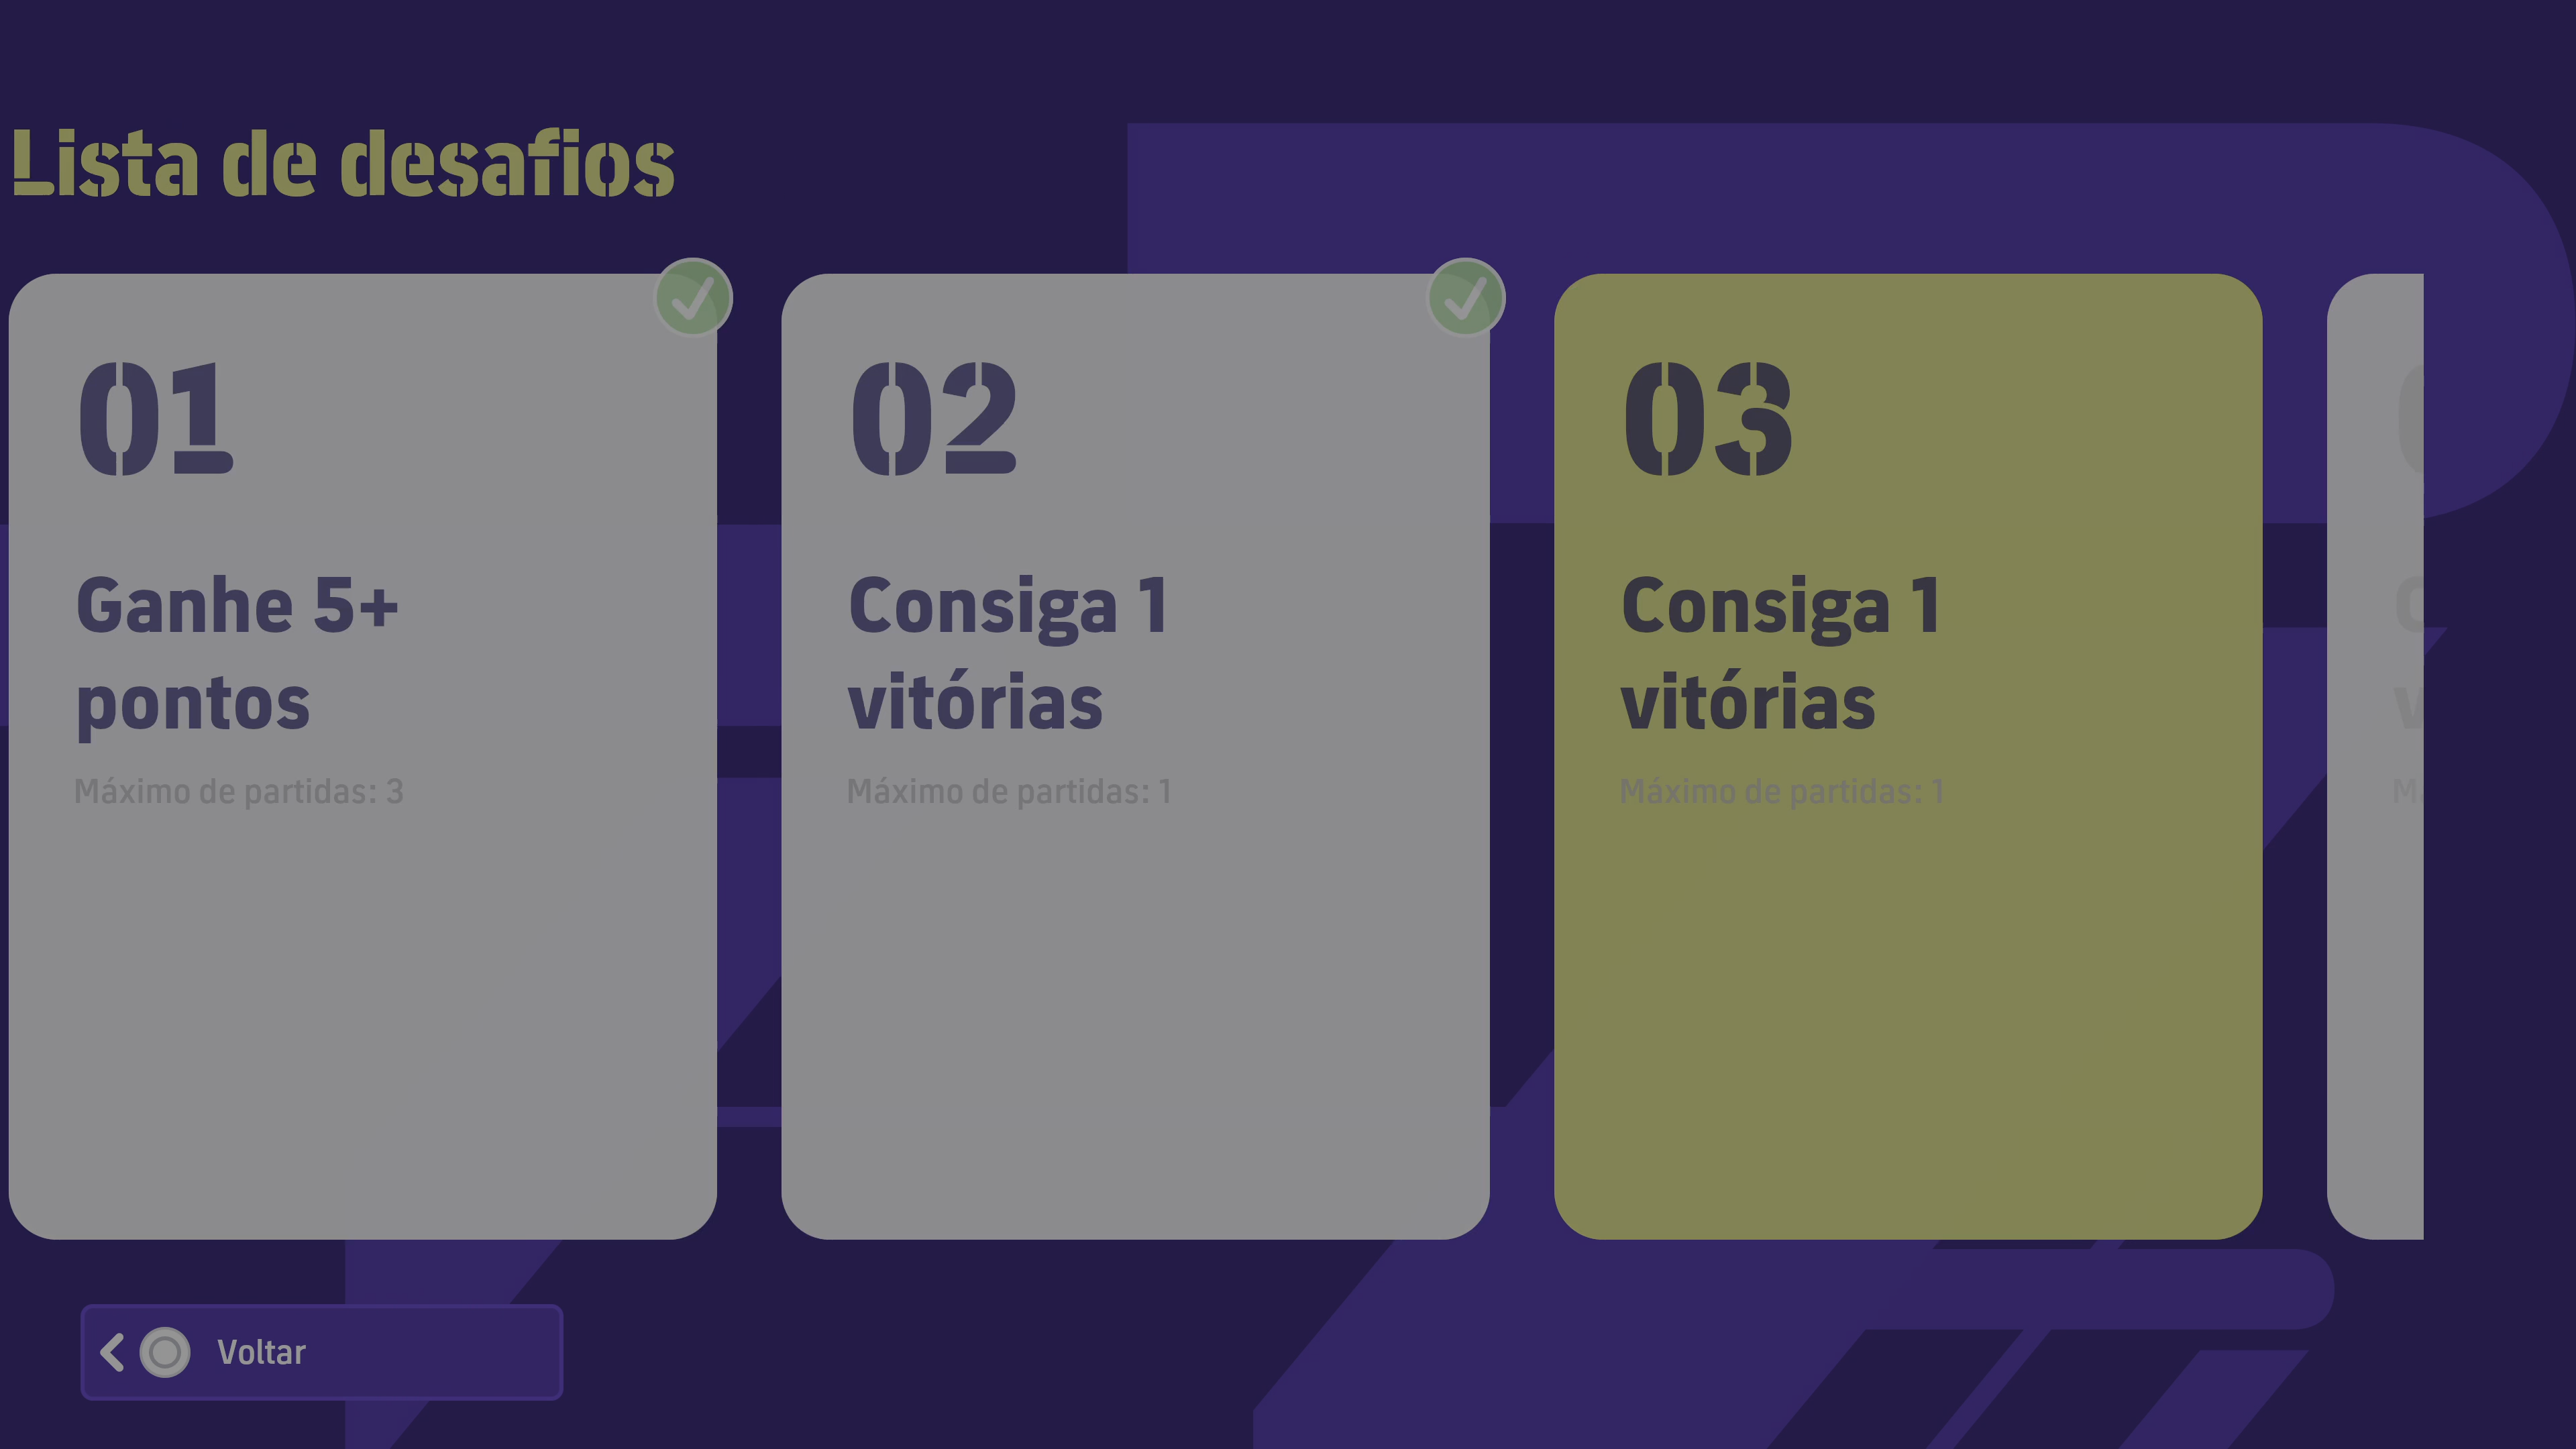 Lista de desafios
01
Ganhe 5+
pontos
Máximo de partidas: 3
02
Consiga 1
vitórias
Máximo de partidas: 1
03
Consiga 1
vitórias
Máximo de partidas: 1
Voltar